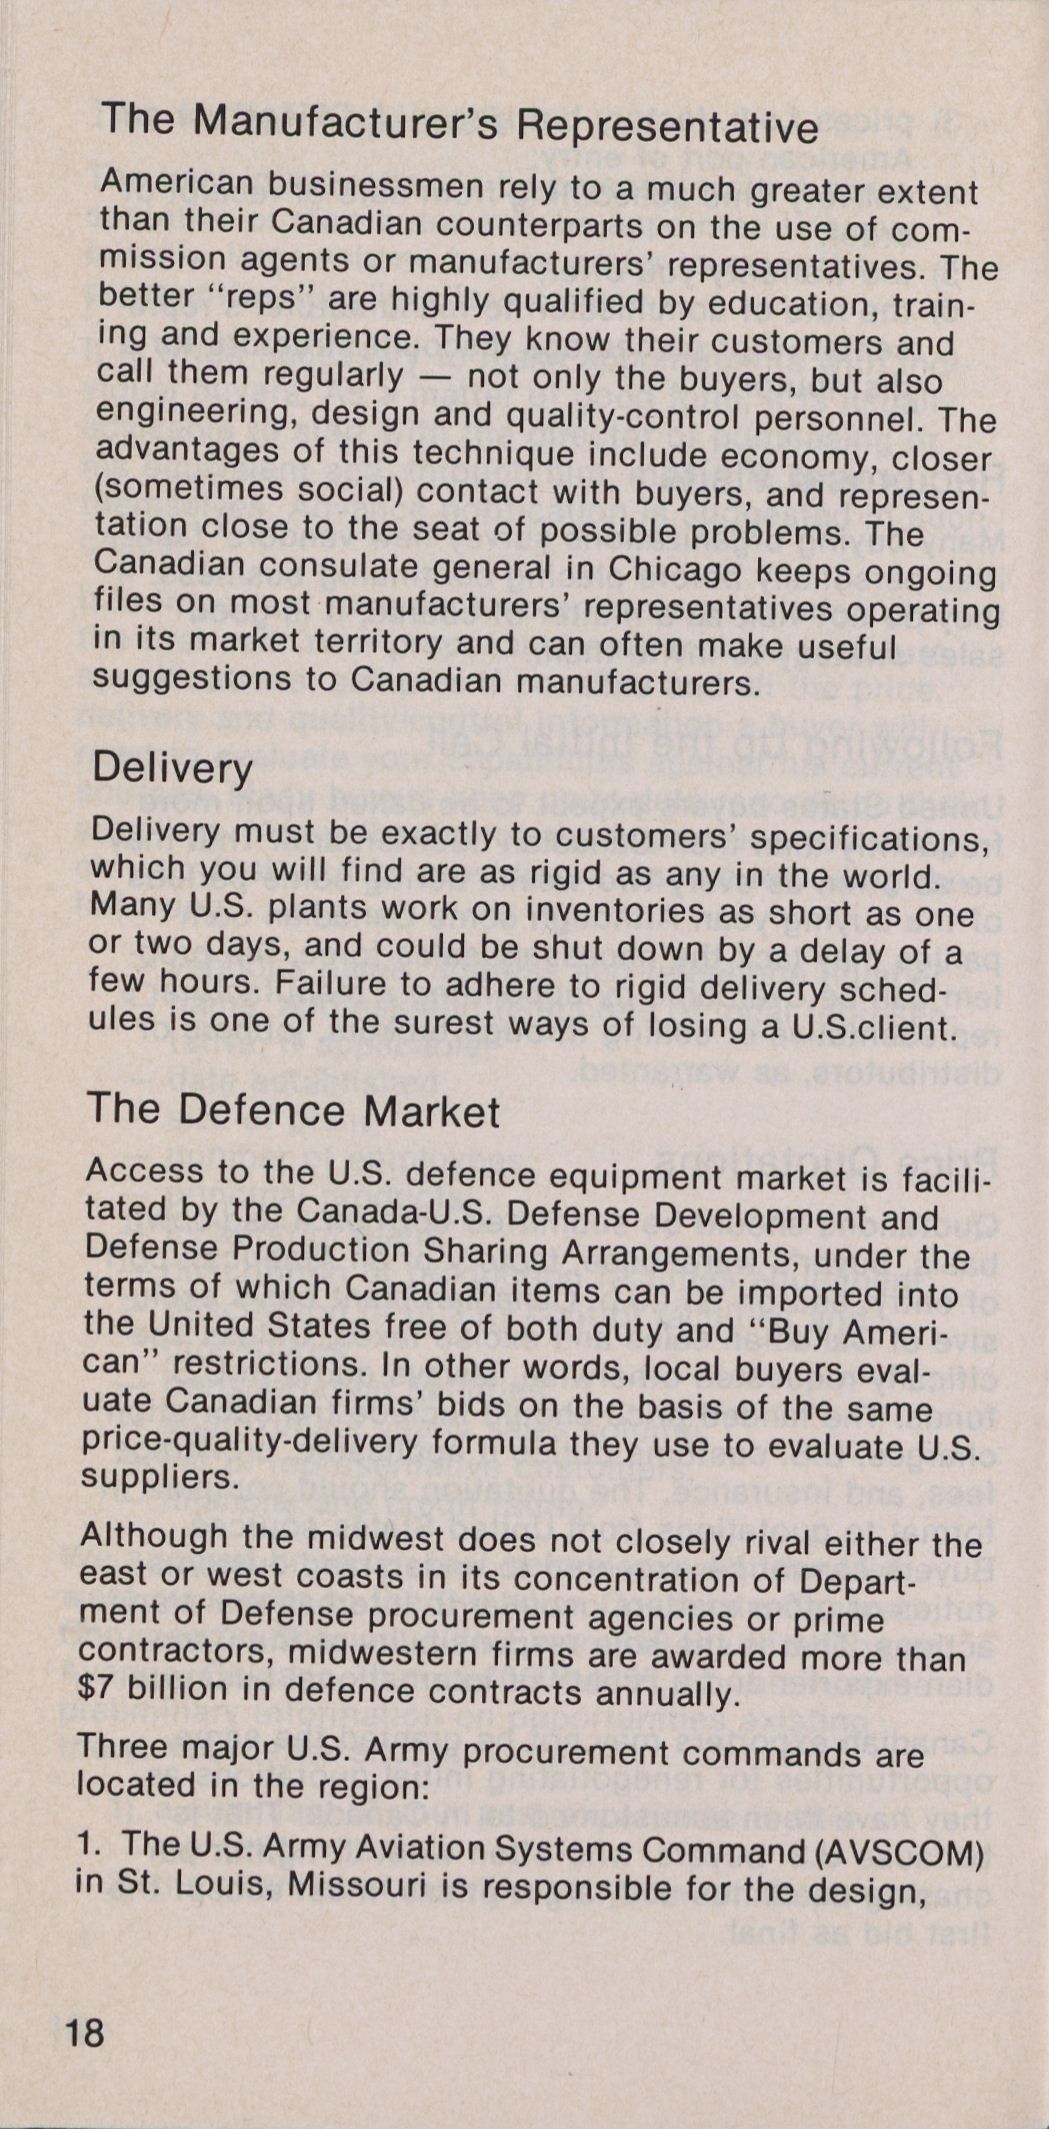 The Manufacturer's Representative
American businessmen rely to a much greater extent
than their Canadian counterparts on the use of com-
mission agents or manufacturers' representatives. The
better "reps" are highly qualified by education, train-
ing and experience. They know their customers and
call them regularly — not only the buyers, but also
engineering, design and quality-control personnel. The
advantages of this technique include economy, closer
(sometimes social) contact with buyers, and represen-
tation close to the seat of possible problems. The
Canadian consulate general in Chicago keeps ongoing
files on most manufacturers' representatives operating
in its market territory and can often make useful
suggestions to Canadian manufacturers.
Delivery
Delivery must be exactly to customers' specifications,
which you will find are as rigid as any in the world.
Many U.S. plants work on inventories as short as one
or two days, and could be shut down by a delay of a
few hours. Failure to adhere to rigid delivery sched-
ules is one of the surest ways of losing a U.S.client.
The Defence Market
Access to the U.S. defence equipment market is facili-
tated by the Canada-U.S. Defense Development and
Defense Production Sharing Arrangements, under the
terms of which Canadian items can be imported into
the United States free of both duty and "Buy Ameri-
can" restrictions. In other words, local buyers eval-
uate Canadian firms' bids on the basis of the same
price-quality-delivery formula they use to evaluate U.S.
suppliers.
Although the midwest does not closely rival either the
east or west coasts in its concentration of Depart-
ment of Defense procurement agencies or prime
contractors, midwestern firms are awarded more than
$7 billion in defence contracts annually.
Three major U.S. Army procurement commands are
located in the region:
1. The U.S. Army Aviation Systems Command (AVSCOM)
in St. Louis, Missouri is responsible for the design,
18